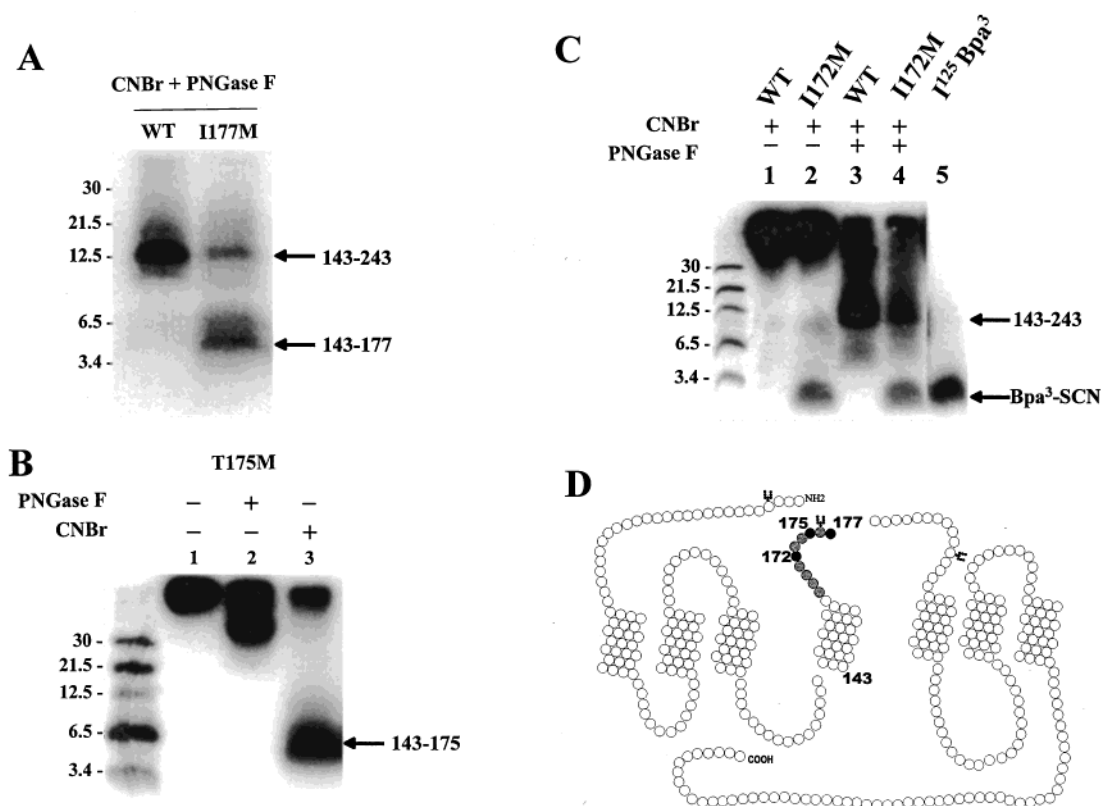 A
CNBr + PNGase F
WT I177M
30 -
21.5 -
12.5 -
6.5 -
3.4 -
143-243
143-177
B
T175M
PNGase F − + −
CNBr − − +
1 2 3
30 -
21.5 -
12.5 -
6.5 -
3.4 -
143-175
C
WT I172M WT I172M I125 Bpa3
CNBr + + + +
PNGase F − − + +
1 2 3 4 5
30 -
21.5 -
12.5 -
6.5 -
3.4 -
143-243
Bpa3-SCN
D
NH2
175 177
172
143
COOH